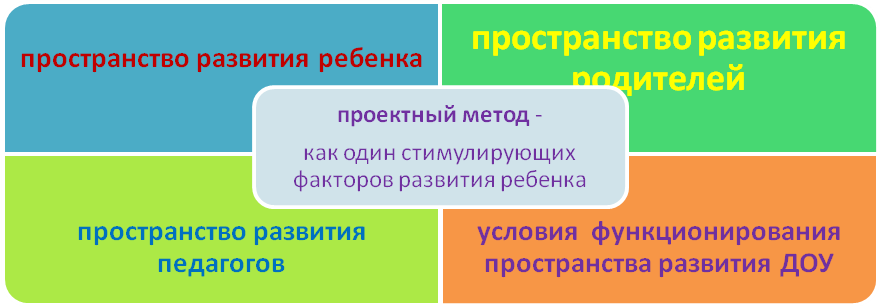 пространство развития ребенка
пространство развития
родителей
проектный метод -
как один стимулирующих
факторов развития ребенка
пространство развития
педагогов
условия функционирования
пространства развития ДОУ